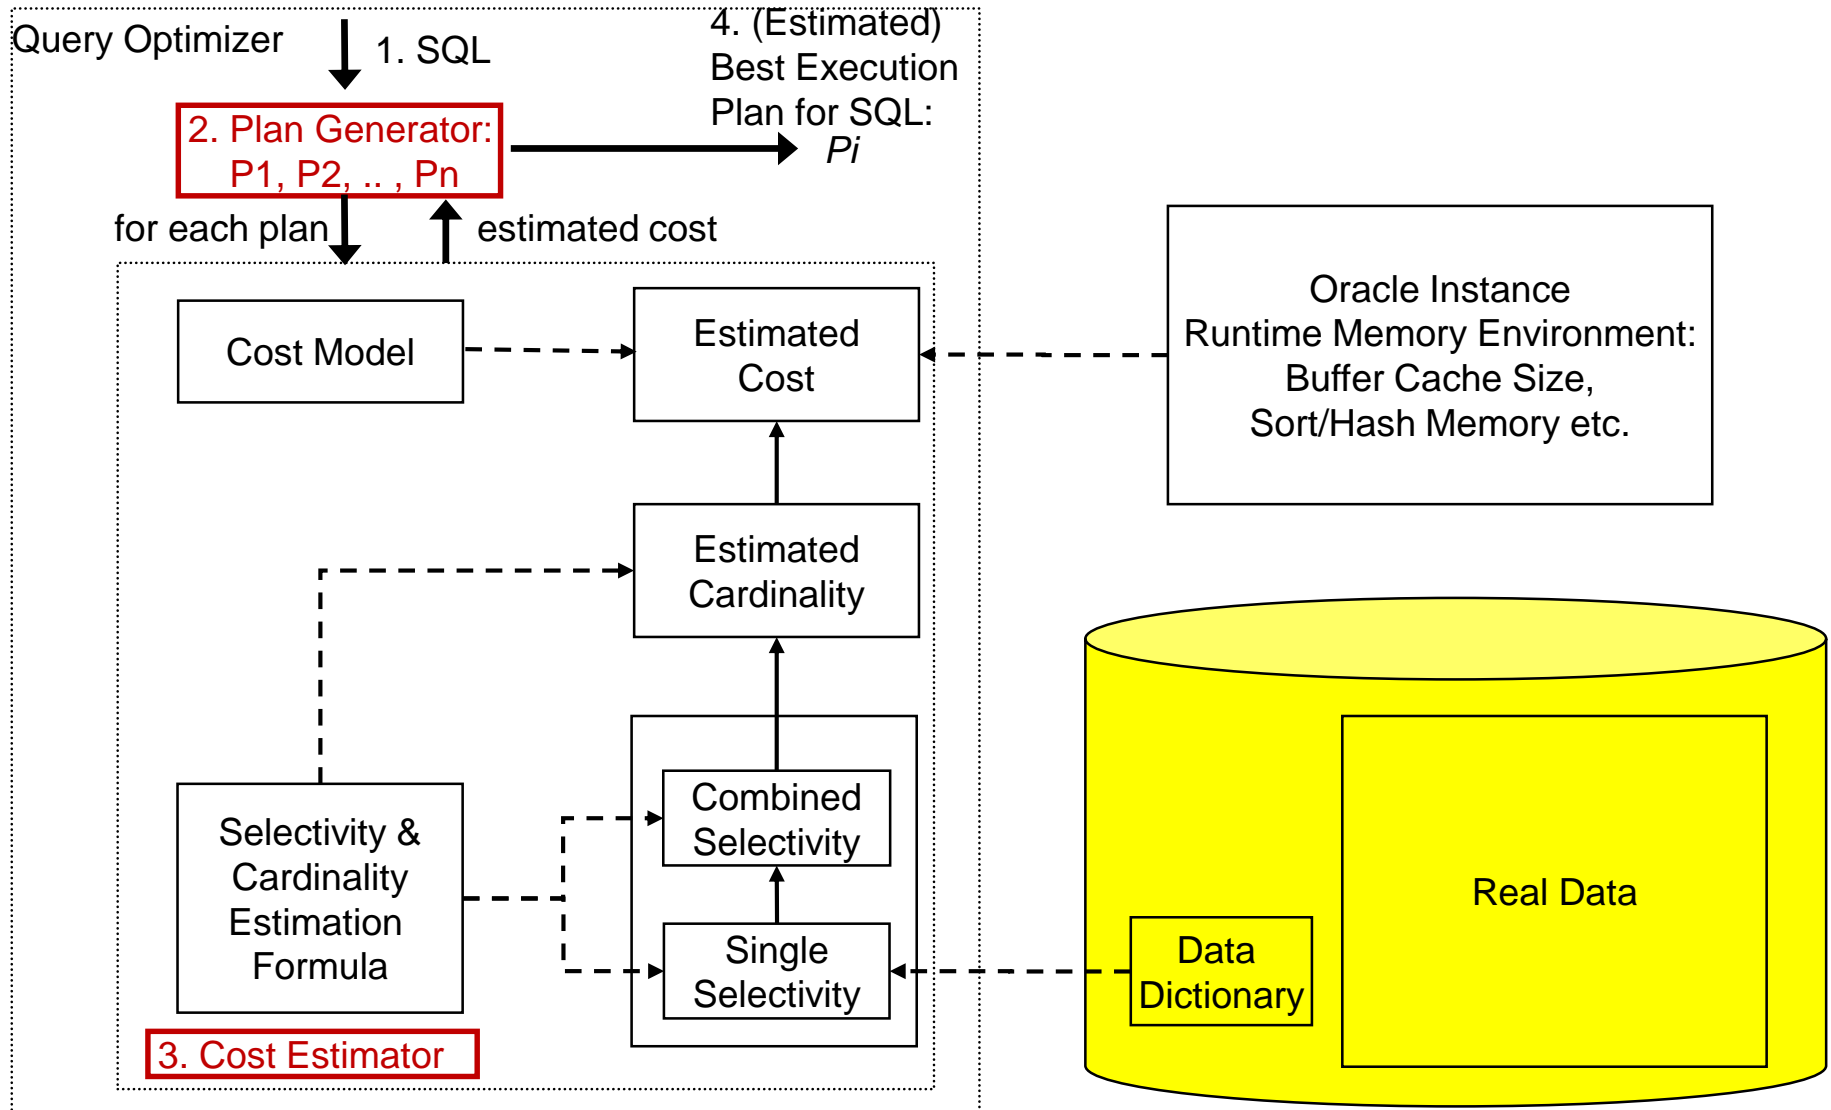 Query Optimizer
1. SQL
4. (Estimated)
Best Execution
Plan for SQL:
Pi
2. Plan Generator:
P1, P2, .. , Pn
for each plan
estimated cost
Cost Model
Estimated
Cost
Oracle Instance
Runtime Memory Environment:
Buffer Cache Size,
Sort/Hash Memory etc.
Estimated
Cardinality
Selectivity &
Cardinality
Estimation
Formula
Combined
Selectivity
Single
Selectivity
Data
Dictionary
Real Data
3. Cost Estimator